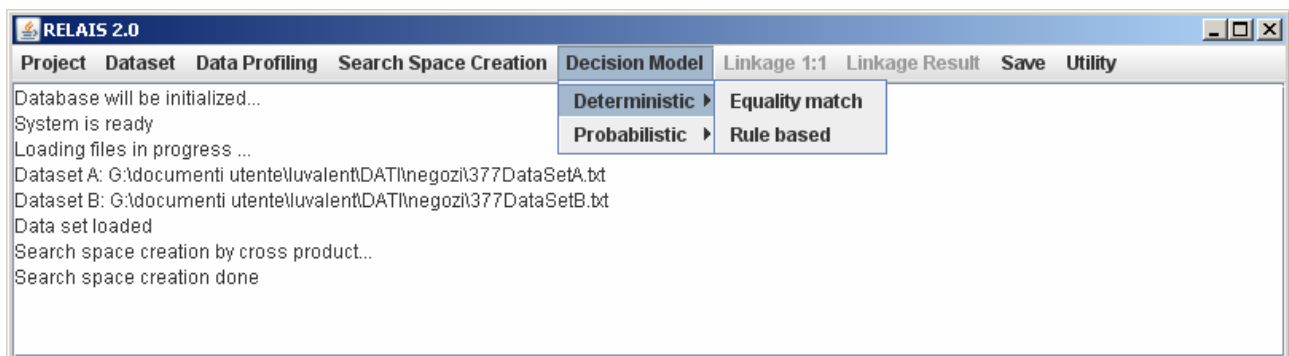 RELAIS 2.0
Project Dataset Data Profiling Search Space Creation Decision Model Linkage 1:1 Linkage Result Save Utility
Deterministic Equality match
Probabilistic Rule based
Database will be initialized...
System is ready
Loading files in progress ...
Dataset A: G:\documenti utente\luvalent\DATI\negozi\377DataSetA.txt
Dataset B: G:\documenti utente\luvalent\DATI\negozi\377DataSetB.txt
Data set loaded
Search space creation by cross product...
Search space creation done